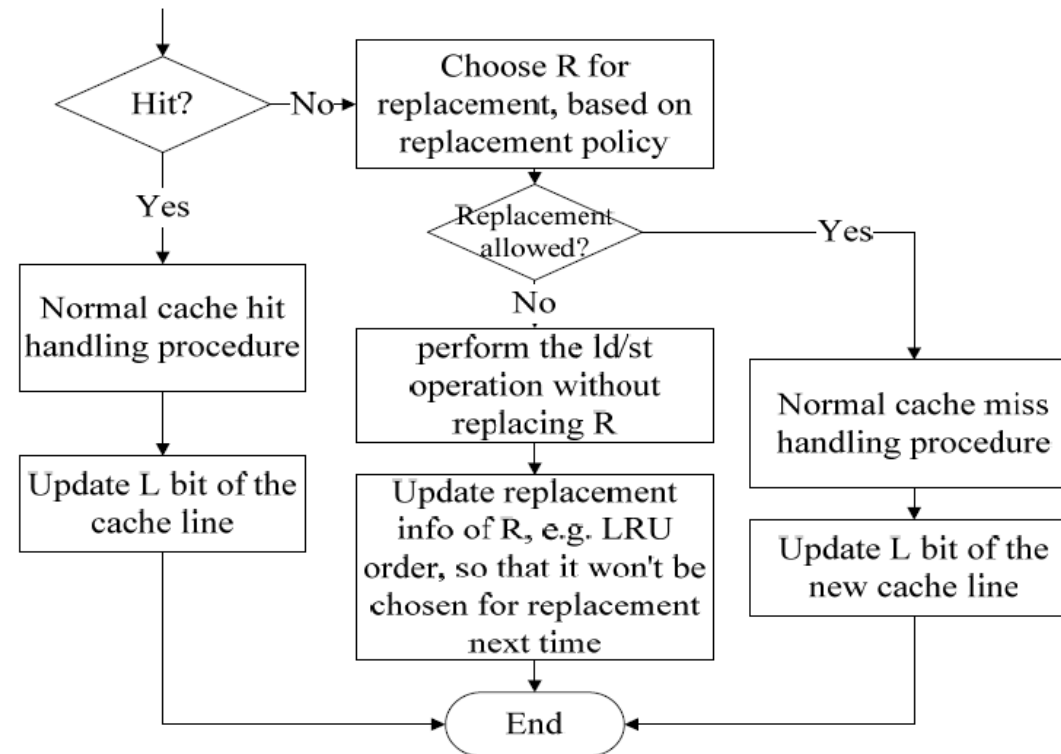 Hit?
No
Choose R for
replacement, based on
replacement policy
Yes
Replacement
allowed?
Yes
No
Normal cache hit
handling procedure
perform the ld/st
operation without
replacing R
Normal cache miss
handling procedure
Update L bit of the
cache line
Update replacement
info of R, e.g. LRU
order, so that it won't be
chosen for replacement
next time
Update L bit of the
new cache line
End